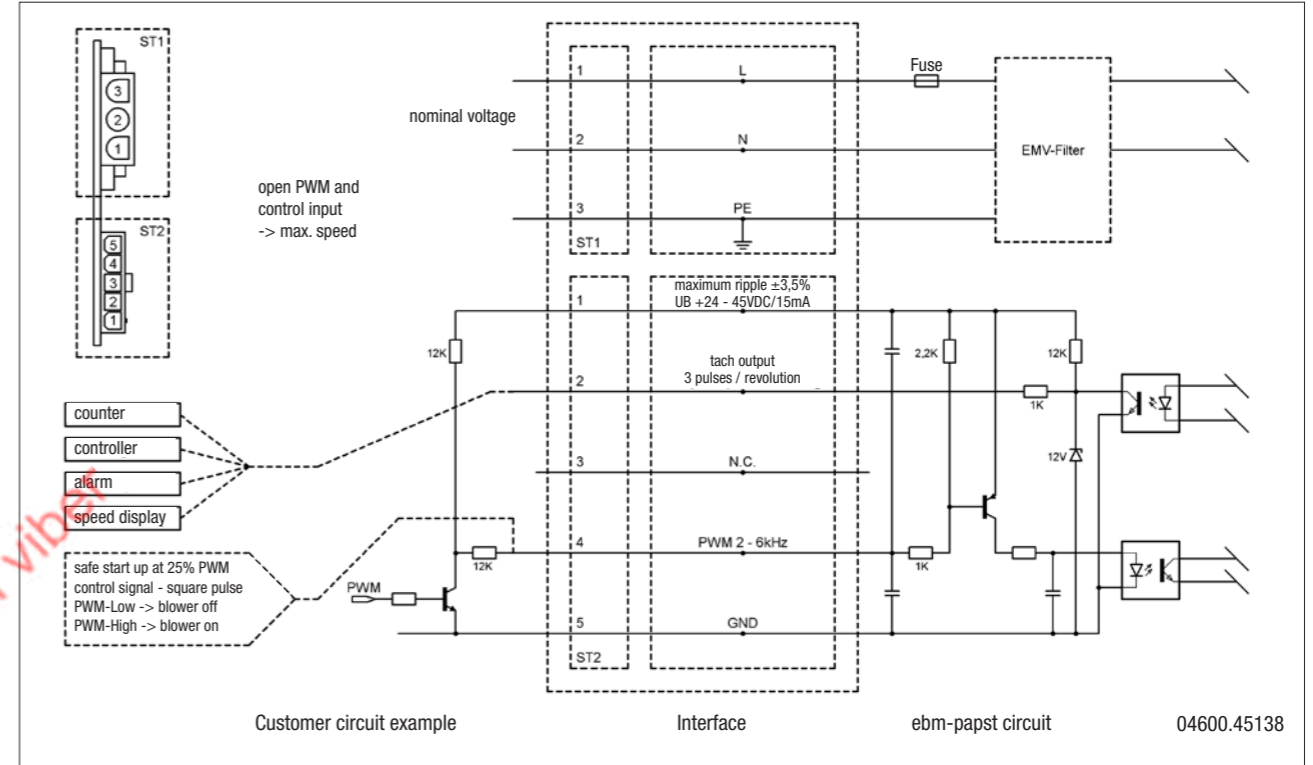 ST1
3
2
1
ST2
5
4
3
2
1
open PWM and
control input
-> max. speed
nominal voltage
1
L
2
N
3
PE
ST1
Fuse
EMV-Filter
1
maximum ripple ±3,5%
UB +24 - 45VDC/15mA
12K
2
tach output
3 pulses / revolution
3
N.C.
4
PWM 2 - 6kHz
12K
5
GND
ST2
2,2K
12K
1K
12V
1K
counter
controller
alarm
speed display
safe start up at 25% PWM
control signal - square pulse
PWM-Low -> blower off
PWM-High -> blower on
PWM
viber
Customer circuit example
Interface
ebm-papst circuit
04600.45138